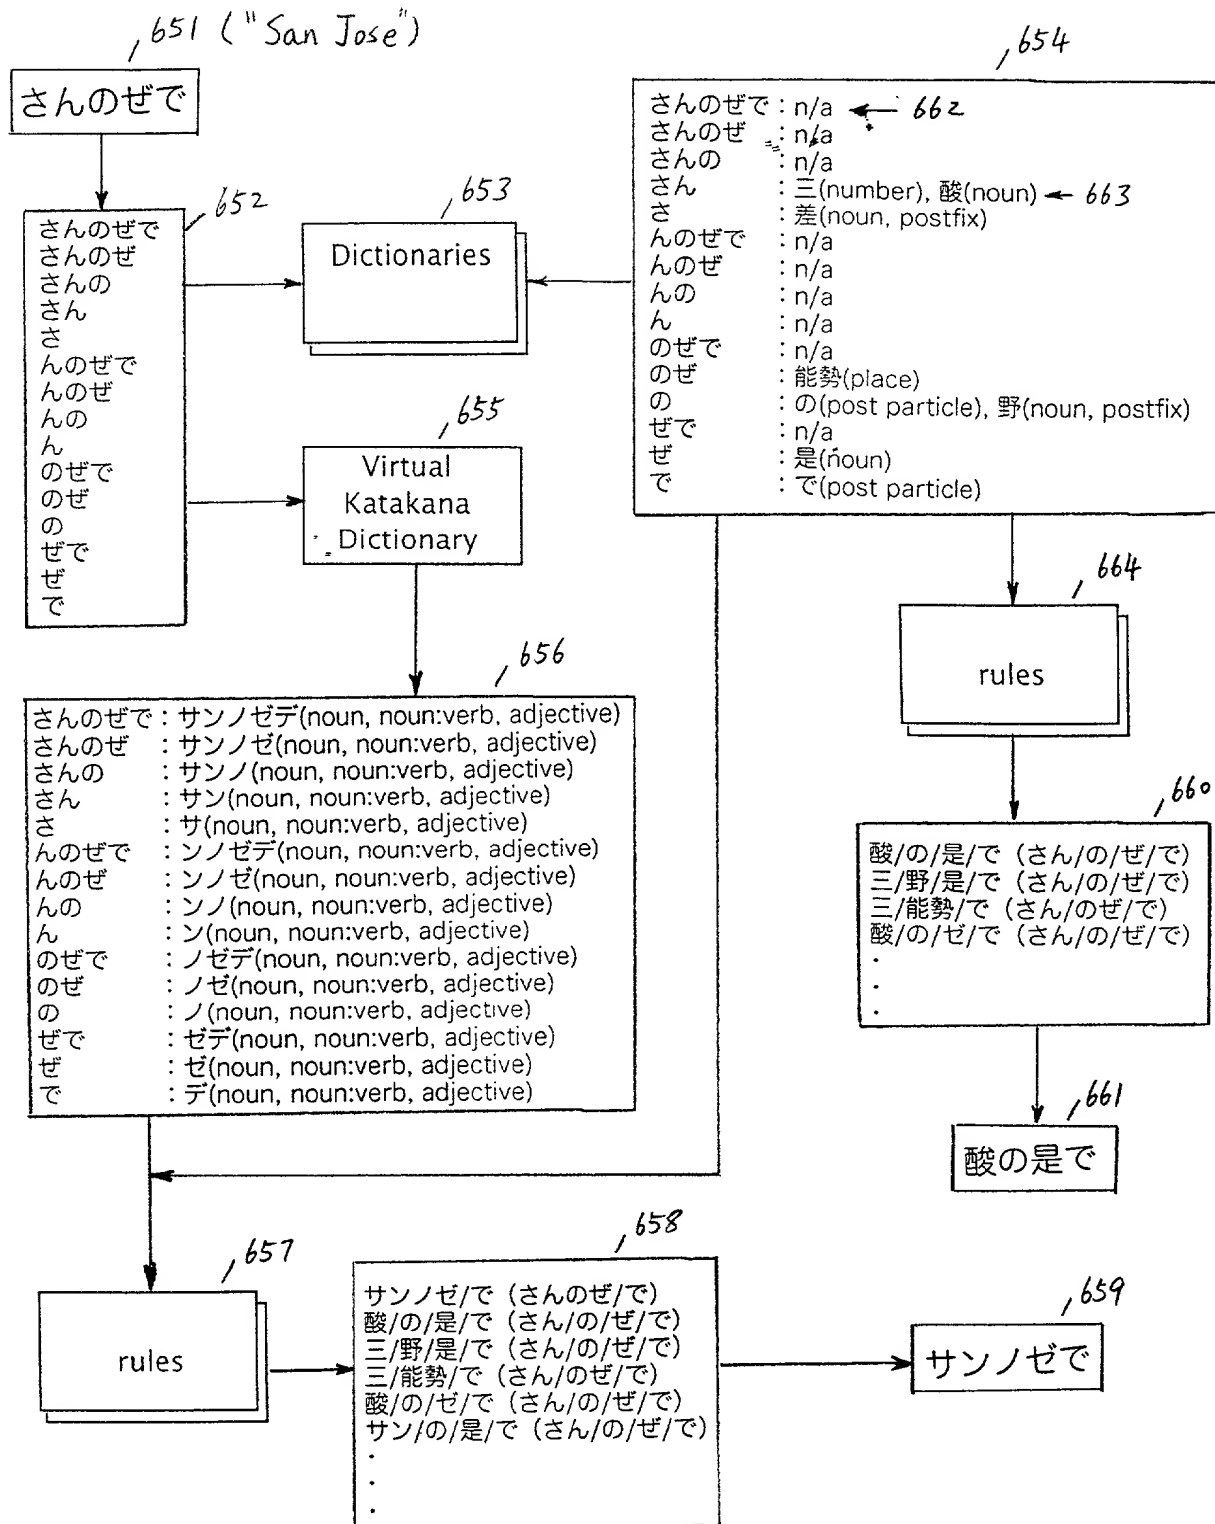 651 ("San Jose")
さんのぜで
652
さんのぜで
さんのぜ
さんの
さん
さ
んのぜで
んのぜ
んの
ん
のぜで
のぜ
の
ぜで
ぜ
で
653
Dictionaries
654
さんのぜで : n/a ← 662
さんのぜ : n/a
さんの : n/a
さん : 三(number), 酸(noun) ← 663
さ : 差(noun, postfix)
んのぜで : n/a
んのぜ : n/a
んの : n/a
ん : n/a
のぜで : n/a
のぜ : 能勢(place)
の : の(post particle), 野(noun, postfix)
ぜで : n/a
ぜ : 是(noun)
で : で(post particle)
655
Virtual
Katakana
Dictionary
656
さんのぜで : サンノゼデ(noun, noun:verb, adjective)
さんのぜ : サンノゼ(noun, noun:verb, adjective)
さんの : サンノ(noun, noun:verb, adjective)
さん : サン(noun, noun:verb, adjective)
さ : サ(noun, noun:verb, adjective)
んのぜで : ンノゼデ(noun, noun:verb, adjective)
んのぜ : ンノゼ(noun, noun:verb, adjective)
んの : ンノ(noun, noun:verb, adjective)
ん : ン(noun, noun:verb, adjective)
のぜで : ノゼデ(noun, noun:verb, adjective)
のぜ : ノゼ(noun, noun:verb, adjective)
の : ノ(noun, noun:verb, adjective)
ぜで : ゼデ(noun, noun:verb, adjective)
ぜ : ゼ(noun, noun:verb, adjective)
で : デ(noun, noun:verb, adjective)
664
rules
660
酸/の/是/で (さん/の/ぜ/で)
三/野/是/で (さん/の/ぜ/で)
三/能勢/で (さん/のぜ/で)
酸/の/ゼ/で (さん/の/ぜ/で)
.
.
.
661
酸の是で
657
rules
658
サンノゼ/で (さんのぜ/で)
酸/の/是/で (さん/の/ぜ/で)
三/野/是/で (さん/の/ぜ/で)
三/能勢/で (さん/のぜ/で)
酸/の/ゼ/で (さん/の/ぜ/で)
サン/の/是/で (さん/の/ぜ/で)
.
.
.
659
サンノゼで